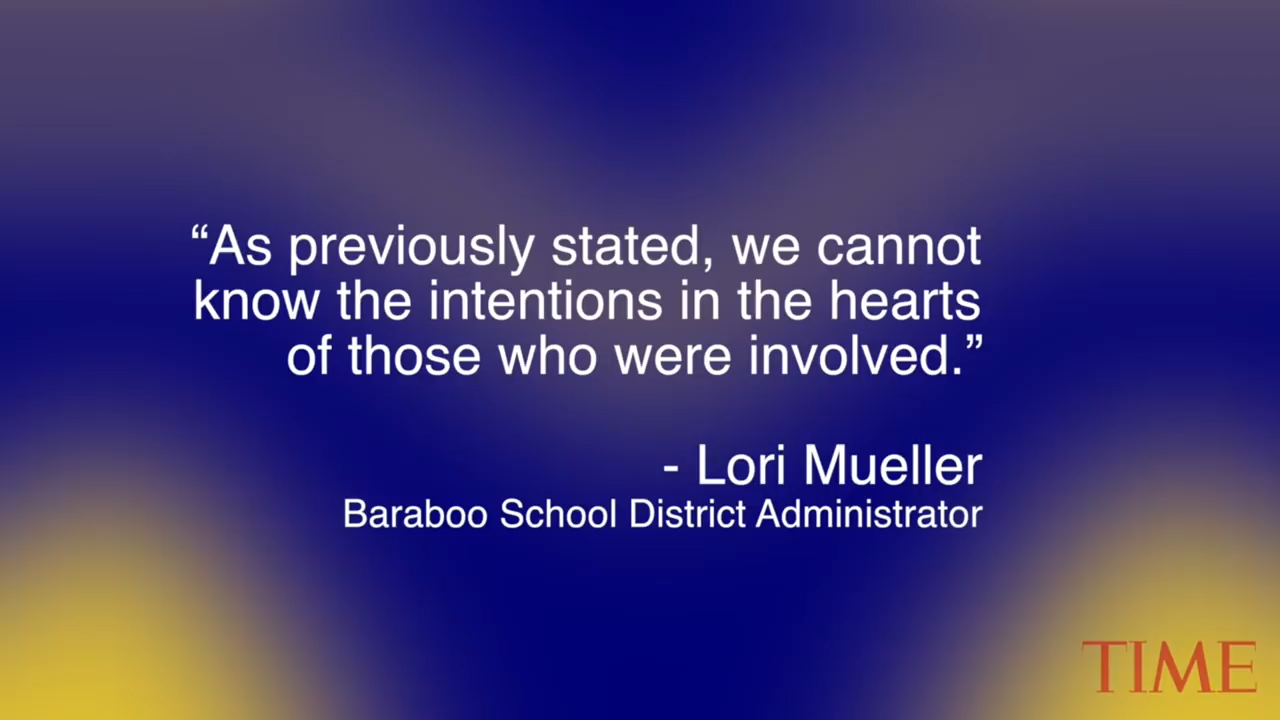 “As previously stated, we cannot
know the intentions in the hearts
of those who were involved.”
- Lori Mueller
Baraboo School District Administrator
TIME